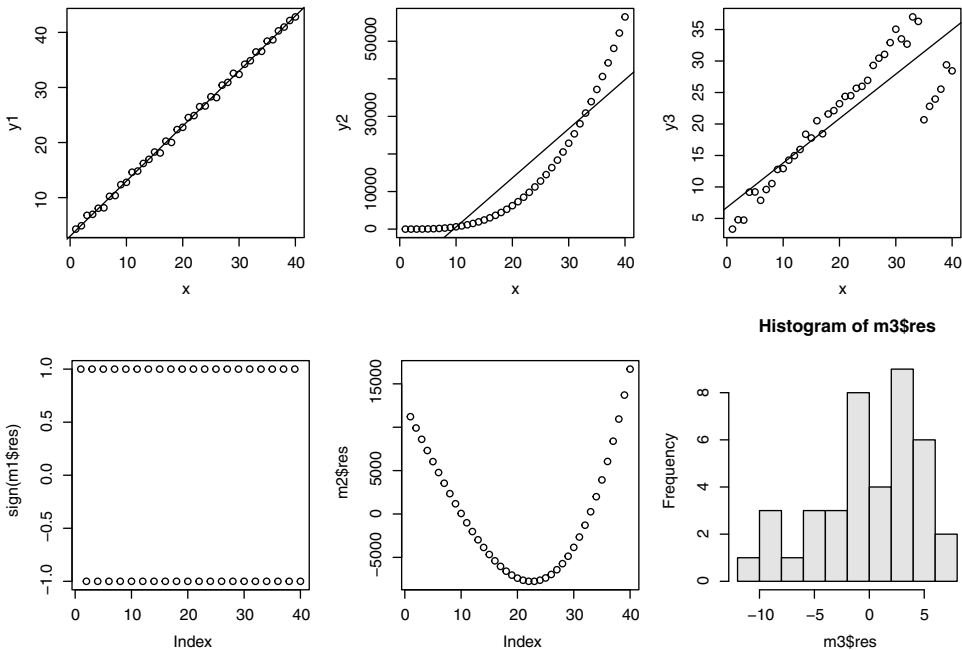 y1
10 20 30 40
0 10 20 30 40
x
y2
0 10000 30000 50000
0 10 20 30 40
x
y3
5 10 15 20 25 30 35
0 10 20 30 40
x
sign(m1$res)
−1.0 −0.5 0.0 0.5 1.0
0 10 20 30 40
Index
m2$res
−5000 0 5000 15000
0 10 20 30 40
Index
Histogram of m3$res
Frequency
0 2 4 6 8
−10 −5 0 5
m3$res